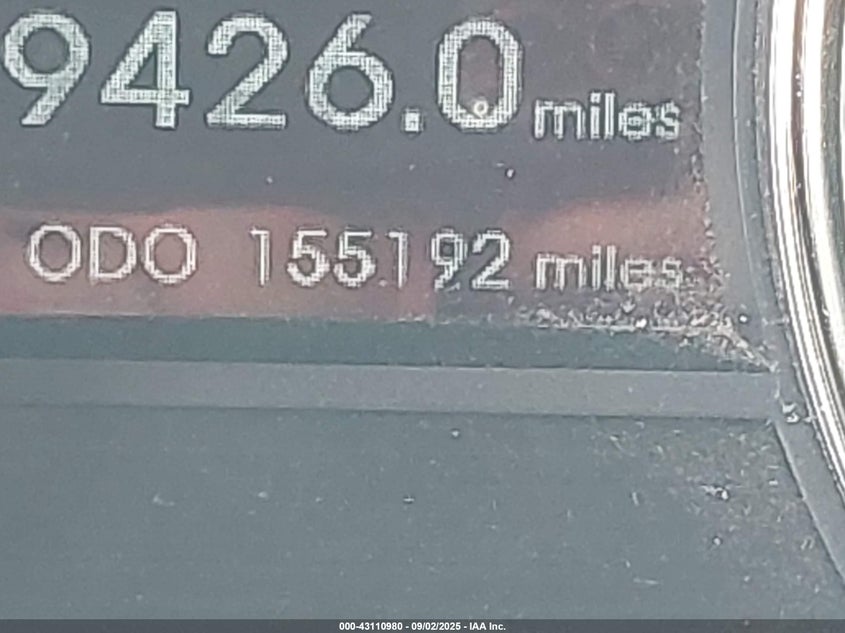 9426.0 miles
ODO 155192 miles
000-43110980 - 09/02/2025 - IAA Inc.